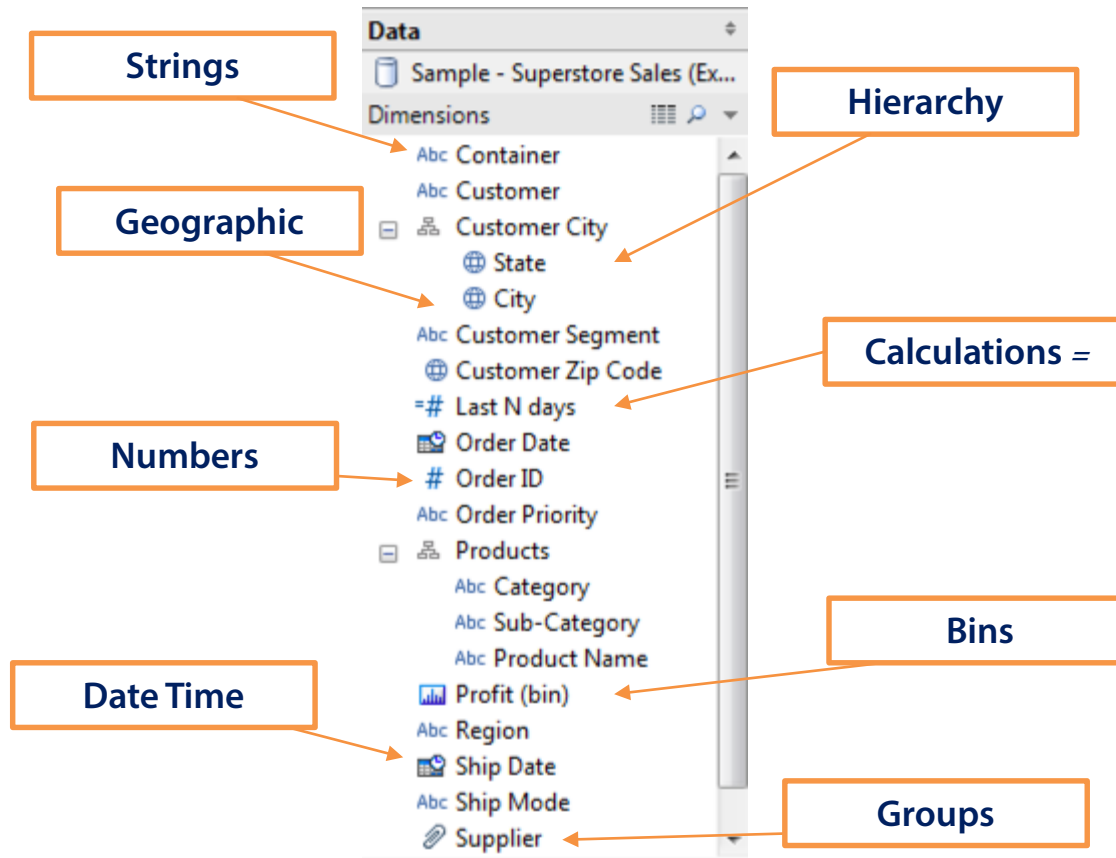 Data
Sample - Superstore Sales (Ex...
Dimensions
Strings
Hierarchy
Abc Container
Abc Customer
Geographic
Customer City
State
City
Abc Customer Segment
Calculations =
Customer Zip Code
=# Last N days
Order Date
Numbers
# Order ID
Abc Order Priority
Products
Abc Category
Abc Sub-Category
Bins
Abc Product Name
Date Time
Profit (bin)
Abc Region
Ship Date
Abc Ship Mode
Groups
Supplier